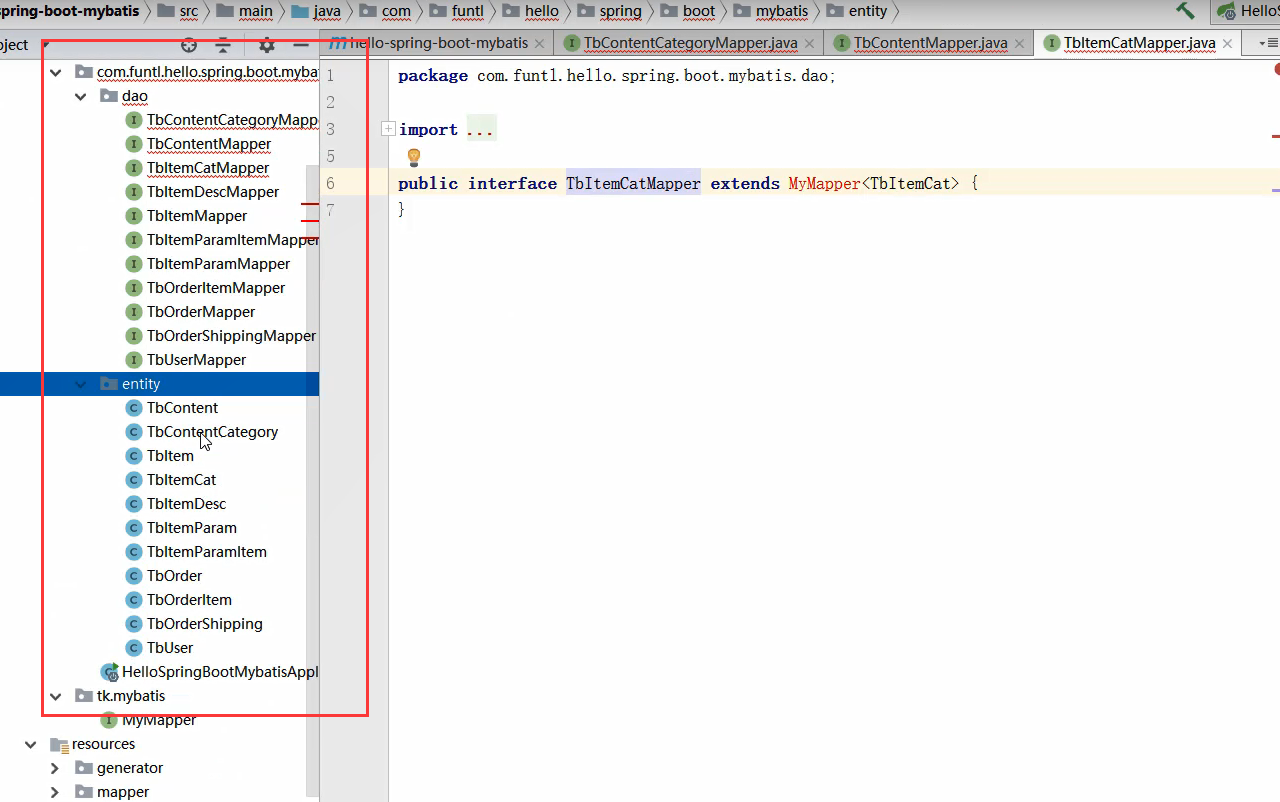 spring-boot-mybatis src main java com funtl hello spring boot mybatis entity HelloS
oject
hello-spring-boot-mybatis TbContentCategoryMapper.java TbContentMapper.java TbItemCatMapper.java
com.funtl.hello.spring.boot.mybat
dao
TbContentCategoryMapp
TbContentMapper
TbItemCatMapper
TbItemDescMapper
TbItemMapper
TbItemParamItemMapper
TbItemParamMapper
TbOrderItemMapper
TbOrderMapper
TbOrderShippingMapper
TbUserMapper
entity
TbContent
TbContentCategory
TbItem
TbItemCat
TbItemDesc
TbItemParam
TbItemParamItem
TbOrder
TbOrderItem
TbOrderShipping
TbUser
HelloSpringBootMybatisAppl
tk.mybatis
MyMapper
resources
generator
mapper
1 package com.funtl.hello.spring.boot.mybatis.dao;
2
3 import ...
5
6 public interface TbItemCatMapper extends MyMapper<TbItemCat> {
7 }